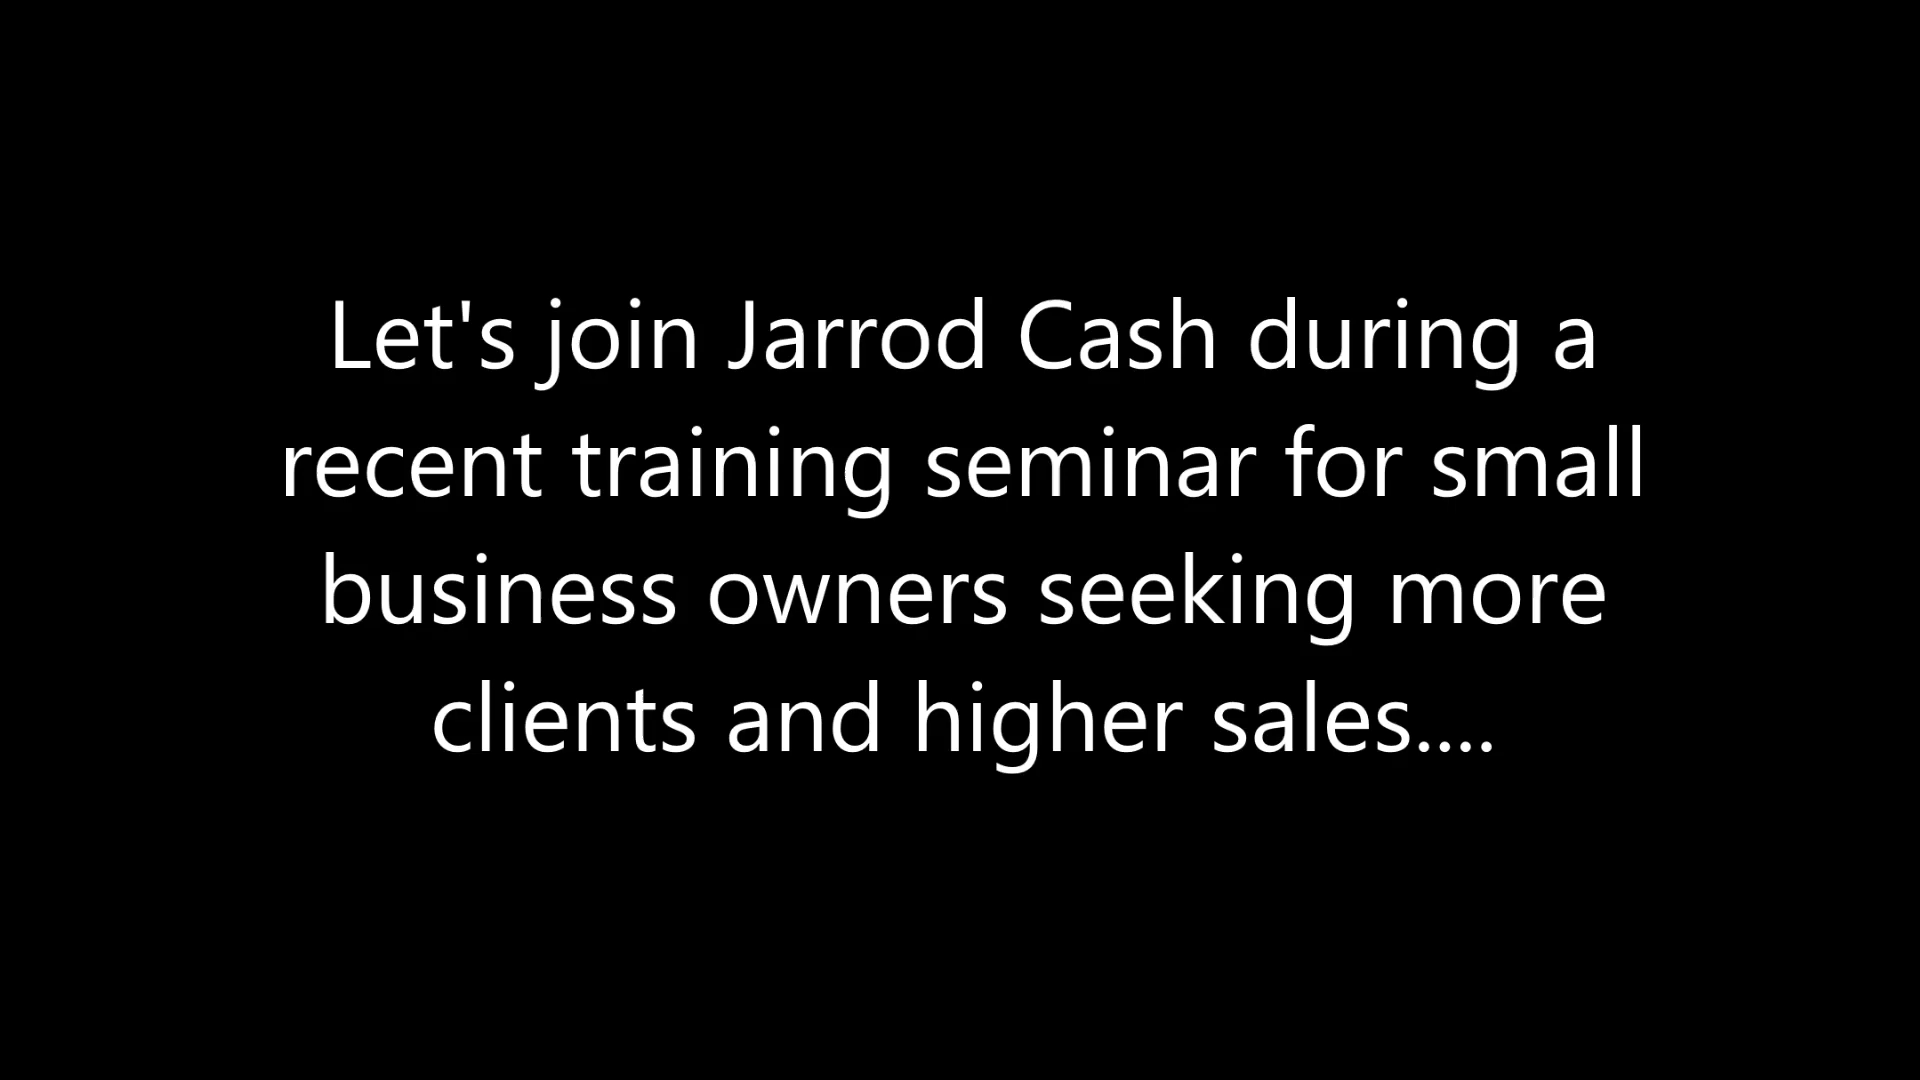 Let's join Jarrod Cash during a
recent training seminar for small
business owners seeking more
clients and higher sales....